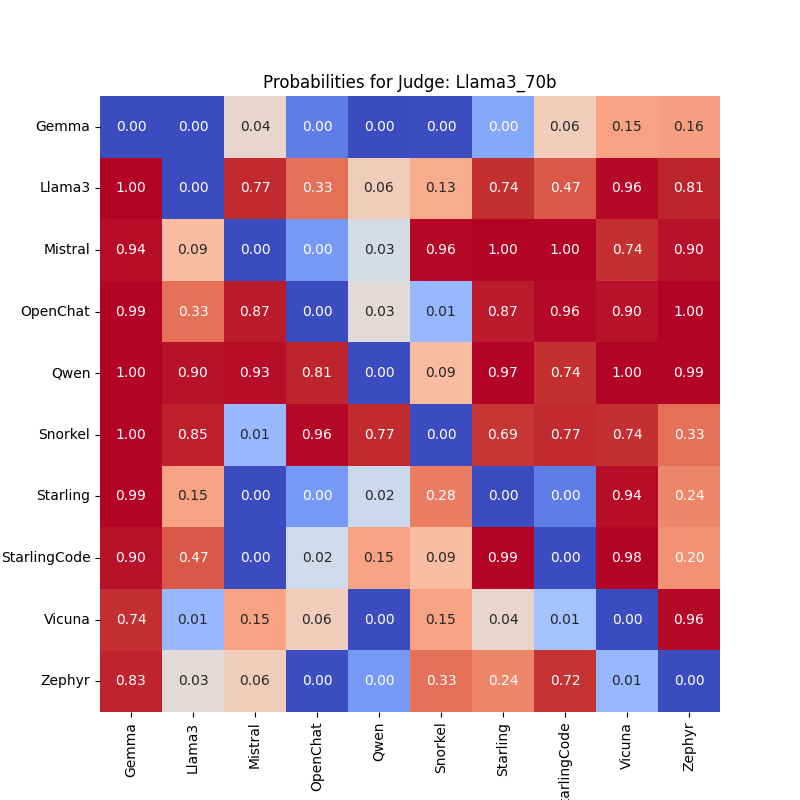 Probabilities for Judge: Llama3_70b
Gemma 0.00 0.00 0.04 0.00 0.00 0.00 0.00 0.06 0.15 0.16
Llama3 1.00 0.00 0.77 0.33 0.06 0.13 0.74 0.47 0.96 0.81
Mistral 0.94 0.09 0.00 0.00 0.03 0.96 1.00 1.00 0.74 0.90
OpenChat 0.99 0.33 0.87 0.00 0.03 0.01 0.87 0.96 0.90 1.00
Qwen 1.00 0.90 0.93 0.81 0.00 0.09 0.97 0.74 1.00 0.99
Snorkel 1.00 0.85 0.01 0.96 0.77 0.00 0.69 0.77 0.74 0.33
Starling 0.99 0.15 0.00 0.00 0.02 0.28 0.00 0.00 0.94 0.24
StarlingCode 0.90 0.47 0.00 0.02 0.15 0.09 0.99 0.00 0.98 0.20
Vicuna 0.74 0.01 0.15 0.06 0.00 0.15 0.04 0.01 0.00 0.96
Zephyr 0.83 0.03 0.06 0.00 0.00 0.33 0.24 0.72 0.01 0.00
Gemma
Llama3
Mistral
OpenChat
Qwen
Snorkel
Starling
arlingCode
Vicuna
Zephyr